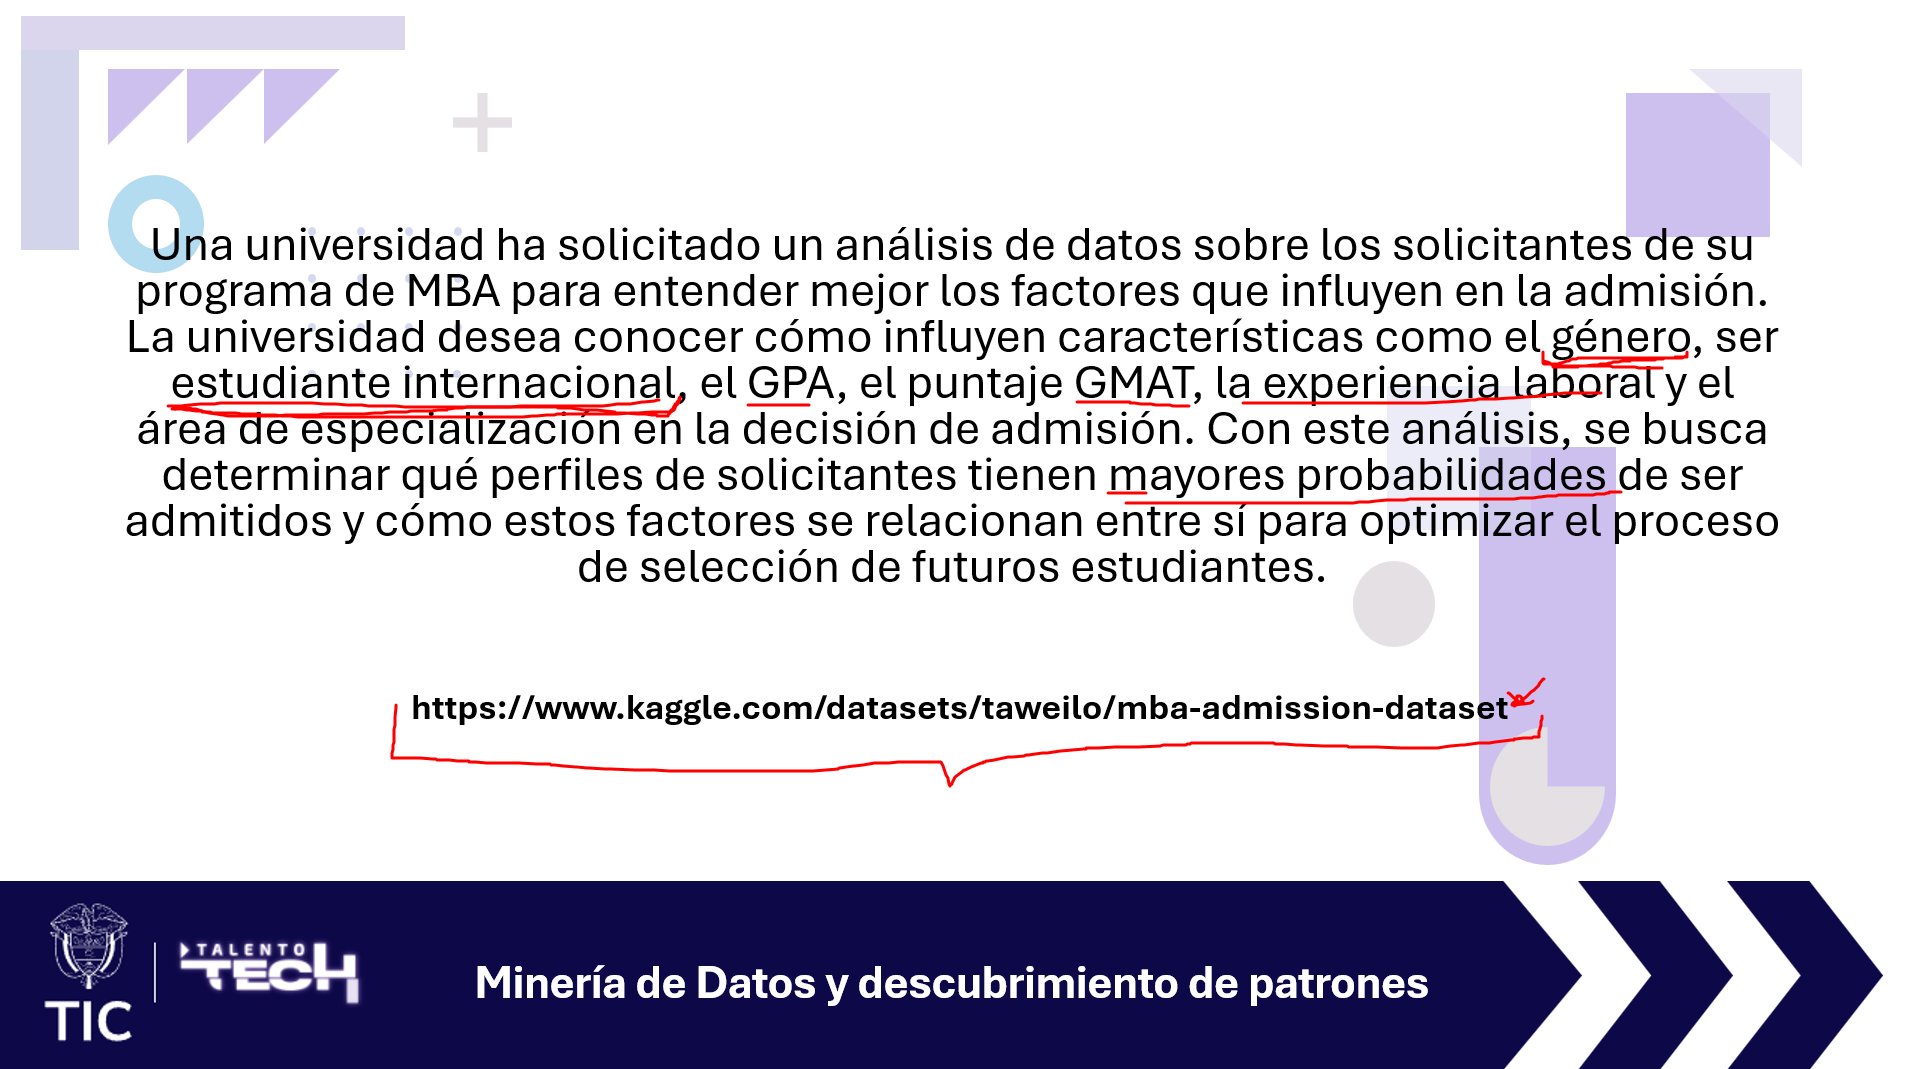 Una universidad ha solicitado un análisis de datos sobre los solicitantes de su
programa de MBA para entender mejor los factores que influyen en la admisión.
La universidad desea conocer cómo influyen características como el género, ser
estudiante internacional, el GPA, el puntaje GMAT, la experiencia laboral y el
área de especialización en la decisión de admisión. Con este análisis, se busca
determinar qué perfiles de solicitantes tienen mayores probabilidades de ser
admitidos y cómo estos factores se relacionan entre sí para optimizar el proceso
de selección de futuros estudiantes.
https://www.kaggle.com/datasets/taweilo/mba-admission-dataset
TIC
TALENTO
TECH
Minería de Datos y descubrimiento de patrones